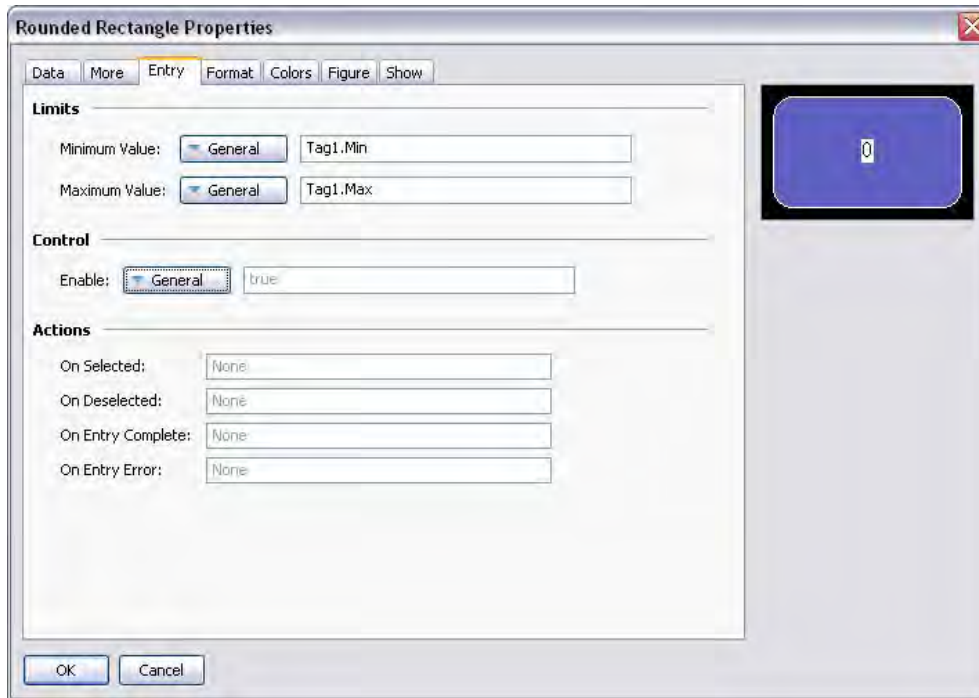 Rounded Rectangle Properties
Data More Entry Format Colors Figure Show
Limits
Minimum Value: General Tag1.Min
Maximum Value: General Tag1.Max
0
Control
Enable: General true
Actions
On Selected: None
On Deselected: None
On Entry Complete: None
On Entry Error: None
OK Cancel